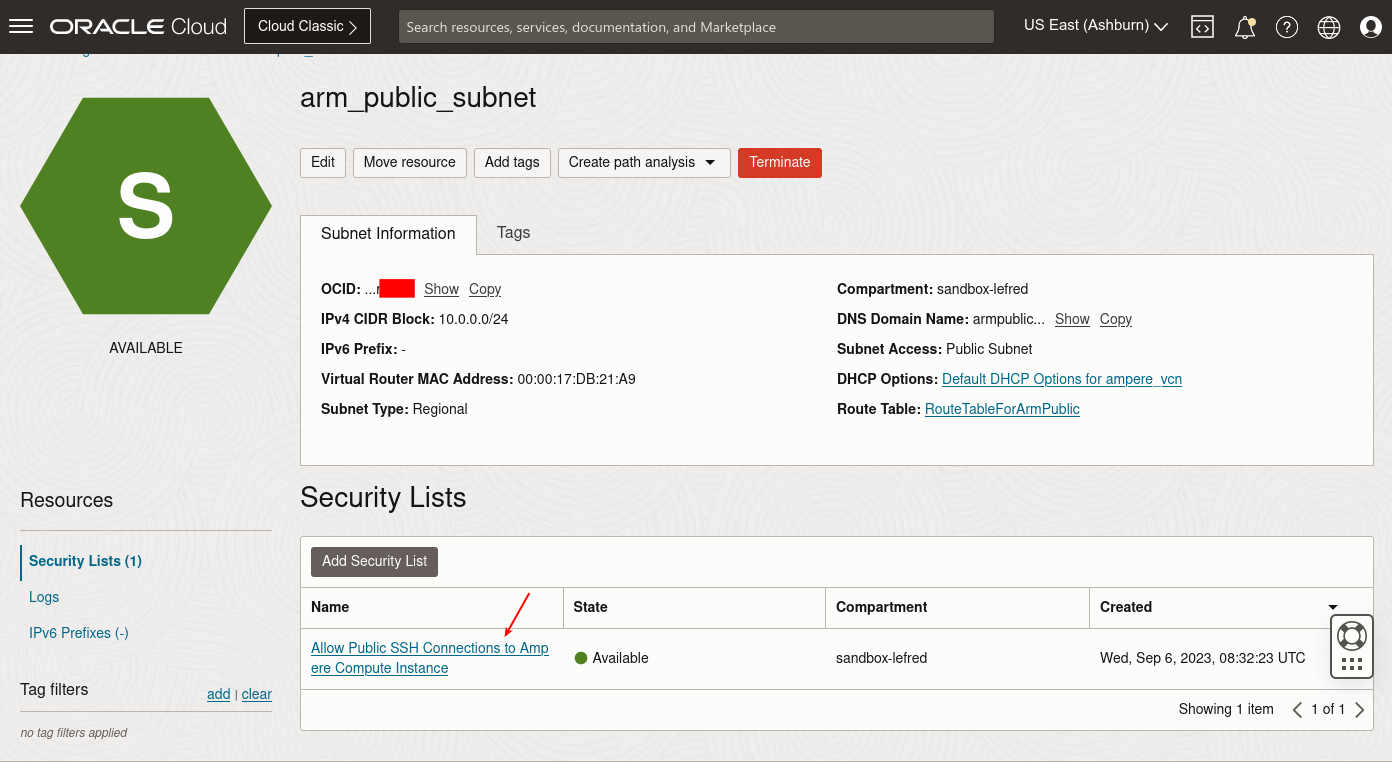 ORACLE Cloud
Cloud Classic
Search resources, services, documentation, and Marketplace
US East (Ashburn)
S
AVAILABLE
arm_public_subnet
Edit
Move resource
Add tags
Create path analysis
Terminate
Subnet Information
Tags
OCID: ... Show Copy
IPv4 CIDR Block: 10.0.0.0/24
IPv6 Prefix: -
Virtual Router MAC Address: 00:00:17:DB:21:A9
Subnet Type: Regional
Compartment: sandbox-lefred
DNS Domain Name: armpublic... Show Copy
Subnet Access: Public Subnet
DHCP Options: Default DHCP Options for ampere_vcn
Route Table: RouteTableForArmPublic
Resources
Security Lists (1)
Logs
IPv6 Prefixes (-)
Tag filters
add | clear
no tag filters applied
Security Lists
Add Security List
Name State Compartment Created
Allow Public SSH Connections to Amp
ere Compute Instance
Available
sandbox-lefred
Wed, Sep 6, 2023, 08:32:23 UTC
Showing 1 item
1 of 1